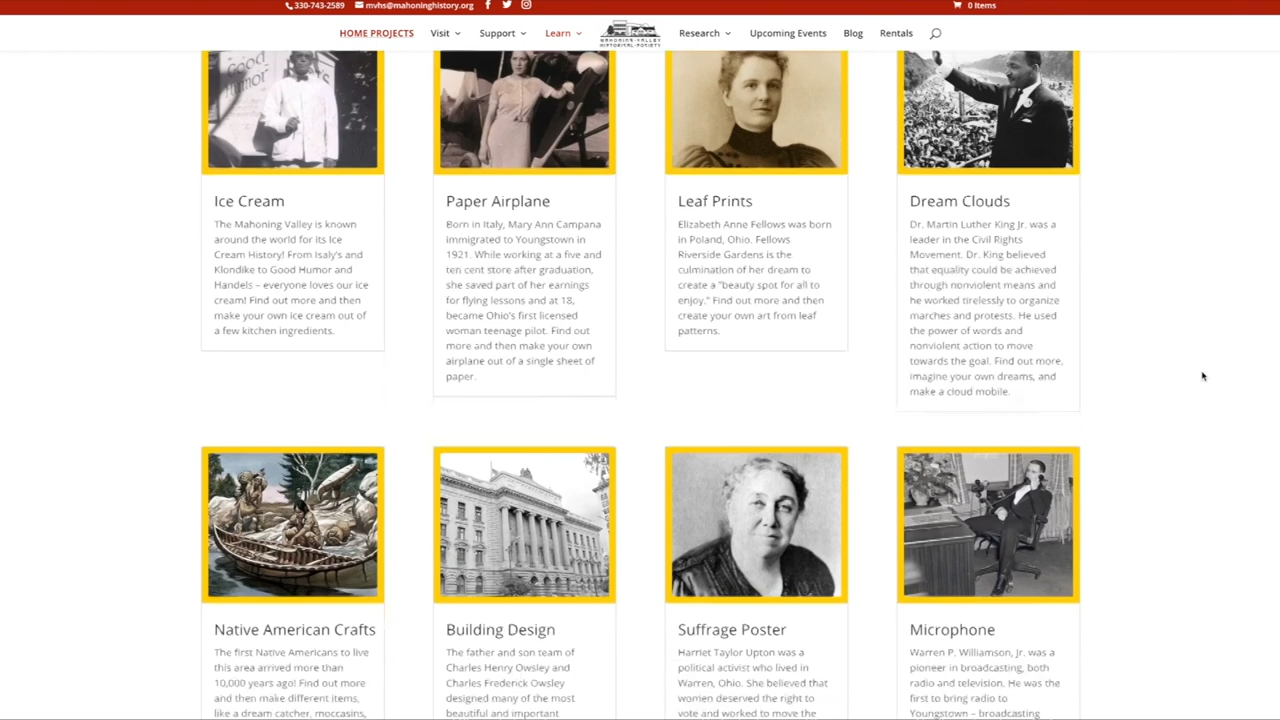 330-743-2589 mvhs@mahoninghistory.org 0 Items
HOME PROJECTS Visit Support Learn MAHONING VALLEY HISTORICAL SOCIETY Research Upcoming Events Blog Rentals
Good Humor
Ice Cream
The Mahoning Valley is known
around the world for its Ice
Cream History! From Isaly's and
Klondike to Good Humor and
Handels – everyone loves our ice
cream! Find out more and then
make your own ice cream out of
a few kitchen ingredients.
Paper Airplane
Born in Italy, Mary Ann Campana
immigrated to Youngstown in
1921. While working at a five and
ten cent store after graduation,
she saved part of her earnings
for flying lessons and at 18,
became Ohio's first licensed
woman teenage pilot. Find out
more and then make your own
airplane out of a single sheet of
paper.
Leaf Prints
Elizabeth Anne Fellows was born
in Poland, Ohio. Fellows
Riverside Gardens is the
culmination of her dream to
create a "beauty spot for all to
enjoy." Find out more and then
create your own art from leaf
patterns.
Dream Clouds
Dr. Martin Luther King Jr. was a
leader in the Civil Rights
Movement. Dr. King believed
that equality could be achieved
through nonviolent means and
he worked tirelessly to organize
marches and protests. He used
the power of words and
nonviolent action to move
towards the goal. Find out more,
imagine your own dreams, and
make a cloud mobile.
Native American Crafts
The first Native Americans to live
this area arrived more than
10,000 years ago! Find out more
and then make different items,
like a dream catcher, moccasins,
Building Design
The father and son team of
Charles Henry Owsley and
Charles Frederick Owsley
designed many of the most
beautiful and important
Suffrage Poster
Harriet Taylor Upton was a
political activist who lived in
Warren, Ohio. She believed that
women deserved the right to
vote and worked to move the
Microphone
Warren P. Williamson, Jr. was a
pioneer in broadcasting, both
radio and television. He was the
first to bring radio to
Youngstown – broadcasting